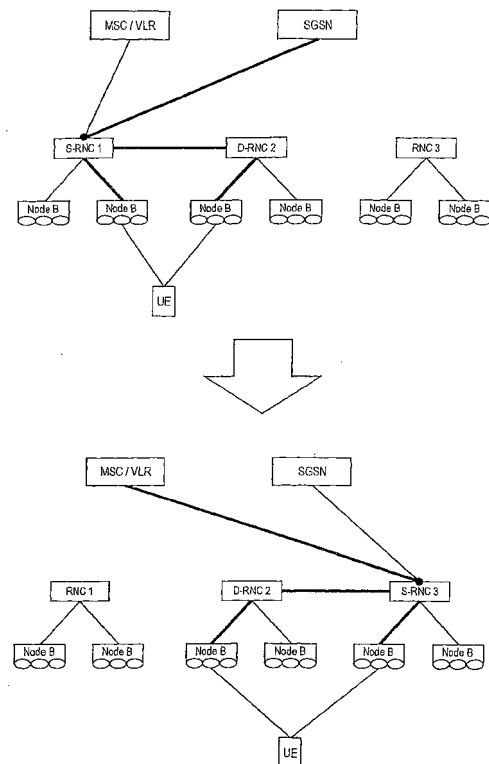 MSC / VLR
SGSN
S-RNC 1
D-RNC 2
RNC 3
Node B
Node B
Node B
Node B
Node B
Node B
UE
MSC / VLR
SGSN
RNC 1
D-RNC 2
S-RNC 3
Node B
Node B
Node B
Node B
Node B
Node B
UE